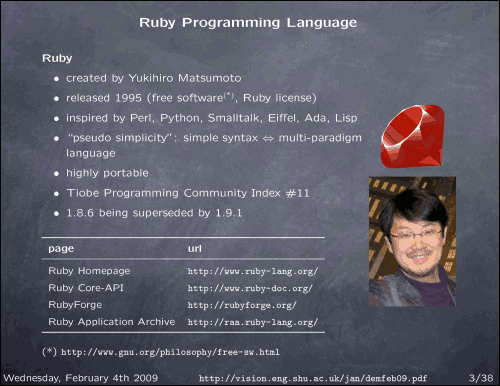 Ruby Programming Language
Ruby
• created by Yukihiro Matsumoto
• released 1995 (free software(*), Ruby license)
• inspired by Perl, Python, Smalltalk, Eiffel, Ada, Lisp
• "pseudo simplicity": simple syntax ⇔ multi-paradigm
language
• highly portable
• Tiobe Programming Community Index #11
• 1.8.6 being superseded by 1.9.1
page url
Ruby Homepage http://www.ruby-lang.org/
Ruby Core-API http://www.ruby-doc.org/
RubyForge http://rubyforge.org/
Ruby Application Archive http://raa.ruby-lang.org/
(*) http://www.gnu.org/philosophy/free-sw.html
Wednesday, February 4th 2009 http://vision.eng.shu.ac.uk/jan/demfeb09.pdf 3/38